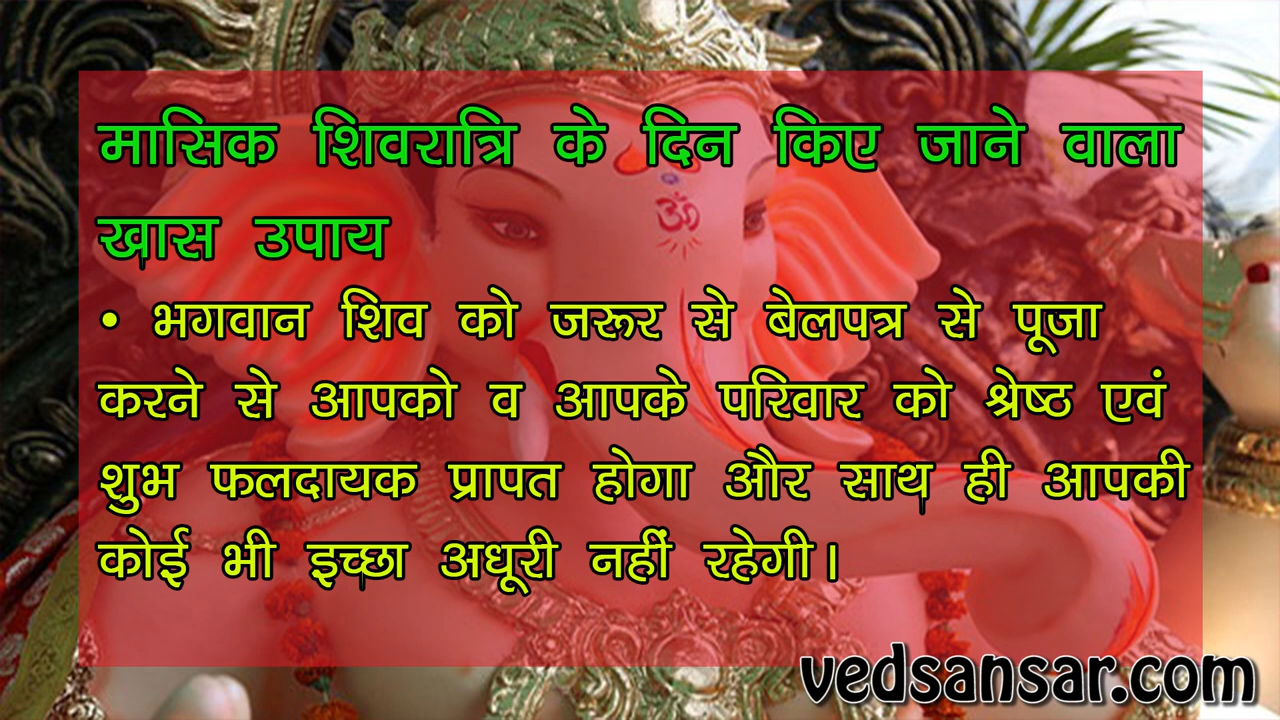 मासिक शिवरात्रि के दिन किए जाने वाला
खास उपाय
• भगवान शिव को जरूर से बेलपत्र से पूजा
करने से आपको व आपके परिवार को श्रेष्ठ एवं
शुभ फलदायक प्रापत होगा और साथ ही आपकी
कोई भी इच्छा अधूरी नहीं रहेगी।
vedsansar.com
ॐ